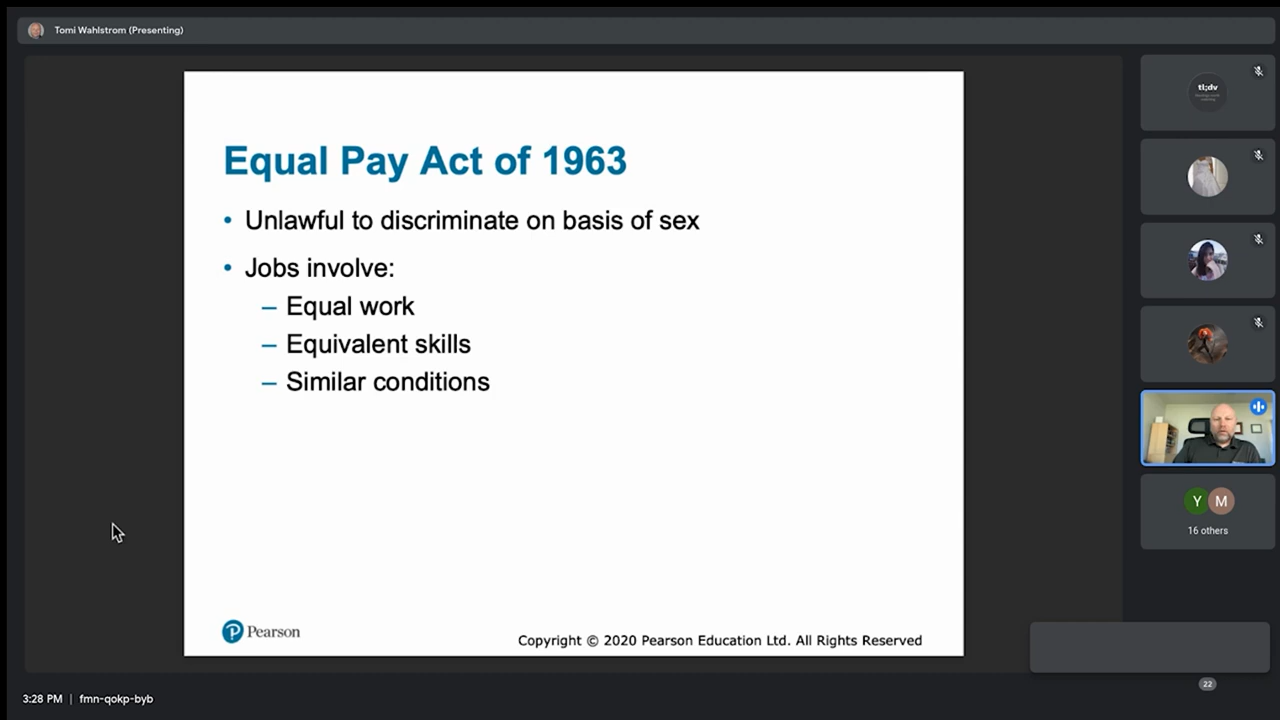 Tomi Wahlstrom (Presenting)
Equal Pay Act of 1963
• Unlawful to discriminate on basis of sex
• Jobs involve:
– Equal work
– Equivalent skills
– Similar conditions
Pearson
Copyright © 2020 Pearson Education Ltd. All Rights Reserved
tl;dv
Y M
16 others
22
3:28 PM | fmn-qokp-byb